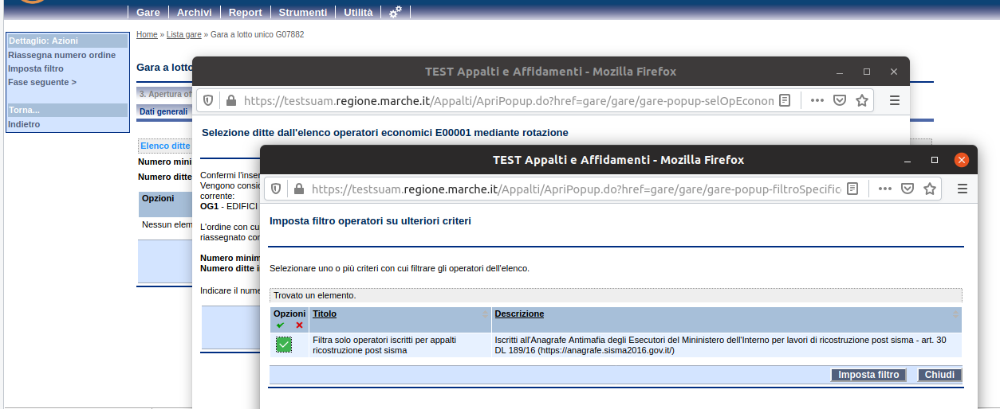 Gare Archivi Report Strumenti Utilità
Dettaglio: Azioni
Riassegna numero ordine
Imposta filtro
Fase seguente >
Torna...
Indietro
Home » Lista gare » Gara a lotto unico G07882
Gara a lotto
3. Apertura of
Dati generali
Elenco ditte
Numero mini
Numero ditte
Opzioni
Nessun elem
TEST Appalti e Affidamenti - Mozilla Firefox
https://testsuam.regione.marche.it/Appalti/ApriPopup.do?href=gare/gare/gare-popup-selOpEconon
Selezione ditte dall'elenco operatori economici E00001 mediante rotazione
Confermi l'inser
Vengono consid
corrente:
OG1 - EDIFICI
L'ordine con cu
riassegnato con
Numero minim
Numero ditte i
Indicare il nume
TEST Appalti e Affidamenti - Mozilla Firefox
https://testsuam.regione.marche.it/Appalti/ApriPopup.do?href=gare/gare/gare-popup-filtroSpecific
Imposta filtro operatori su ulteriori criteri
Selezionare uno o più criteri con cui filtrare gli operatori dell'elenco.
Trovato un elemento.
Opzioni Titolo Descrizione
Filtra solo operatori iscritti per appalti
ricostruzione post sisma
Iscritti all'Anagrafe Antimafia degli Esecutori del Mininistero dell'Interno per lavori di ricostruzione post sisma - art. 30
DL 189/16 (https://anagrafe.sisma2016.gov.it/)
Imposta filtro Chiudi